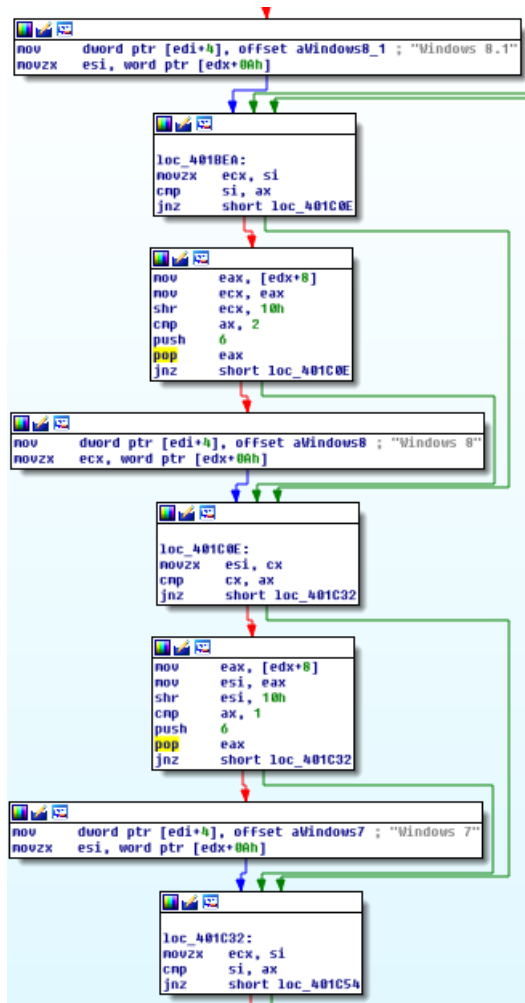 mov dword ptr [edi+4], offset aWindows8_1 ; "Windows 8.1"
movzx esi, word ptr [edx+0Ah]
loc_401BEA:
movzx ecx, si
cmp si, ax
jnz short loc_401C0E
mov eax, [edx+8]
mov ecx, eax
shr ecx, 10h
cmp ax, 2
push 6
pop eax
jnz short loc_401C0E
mov dword ptr [edi+4], offset aWindows8 ; "Windows 8"
movzx ecx, word ptr [edx+0Ah]
loc_401C0E:
movzx esi, cx
cmp cx, ax
jnz short loc_401C32
mov eax, [edx+8]
mov esi, eax
shr esi, 10h
cmp ax, 1
push 6
pop eax
jnz short loc_401C32
mov dword ptr [edi+4], offset aWindows7 ; "Windows 7"
movzx esi, word ptr [edx+0Ah]
loc_401C32:
movzx ecx, si
cmp si, ax
jnz short loc_401C54